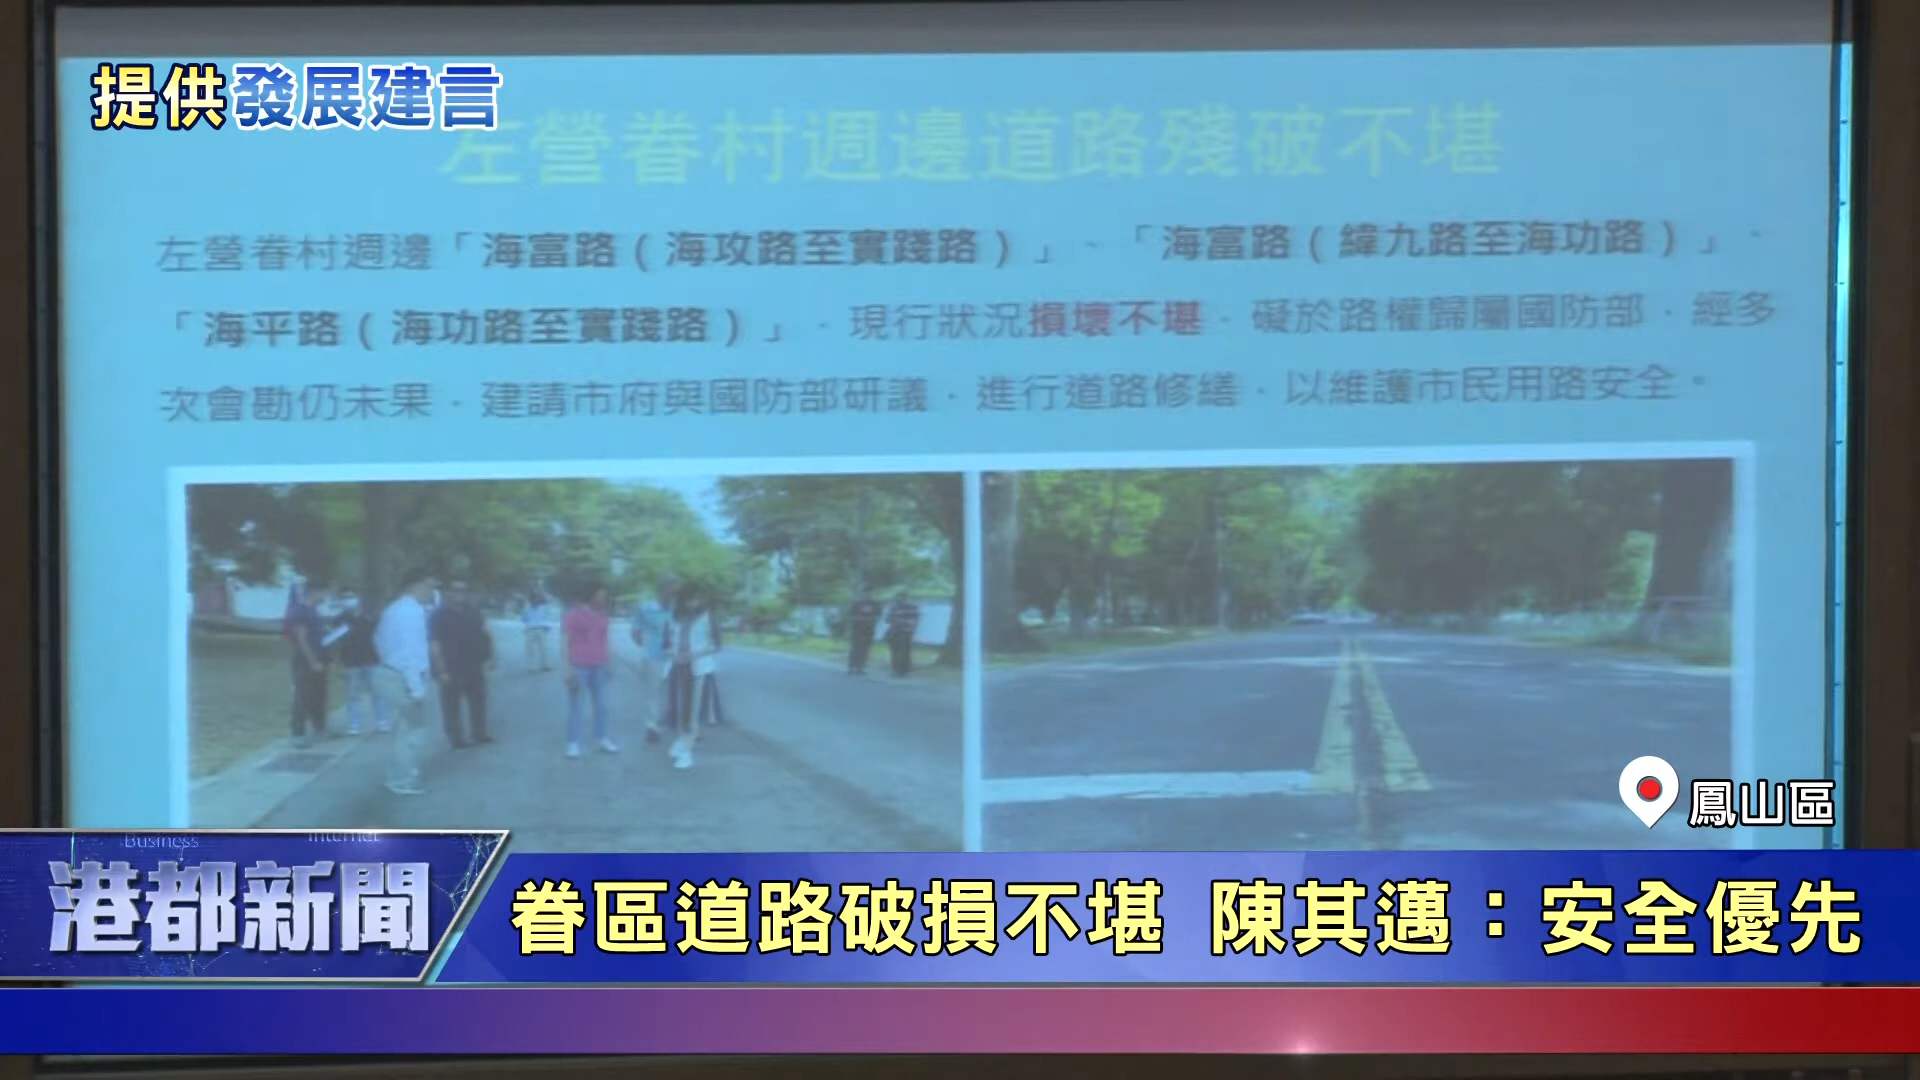 提供發展建言
左營眷村週邊道路殘破不堪
左營眷村週邊「海富路（海攻路至實踐路）」、「海富路（緯九路至海功路）」、
「海平路（海功路至實踐路）」，現行狀況損壞不堪，礙於路權歸屬國防部，經多
次會勘仍未果，建請市府與國防部研議，進行道路修繕，以維護市民用路安全。
鳳山區
Business Internet
港都新聞
眷區道路破損不堪 陳其邁：安全優先